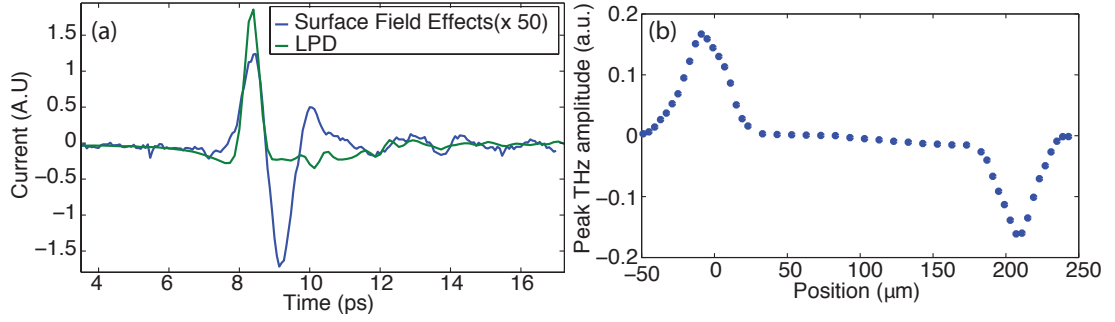 (a)
Surface Field Effects(x 50)
LPD
Current (A.U)
1.5
1
0.5
0
−0.5
−1
−1.5
4 6 8 10 12 14 16
Time (ps)
(b)
Peak THz amplitude (a.u.)
0.2
0.1
0
−0.1
−0.2
−50 0 50 100 150 200 250
Position (µm)